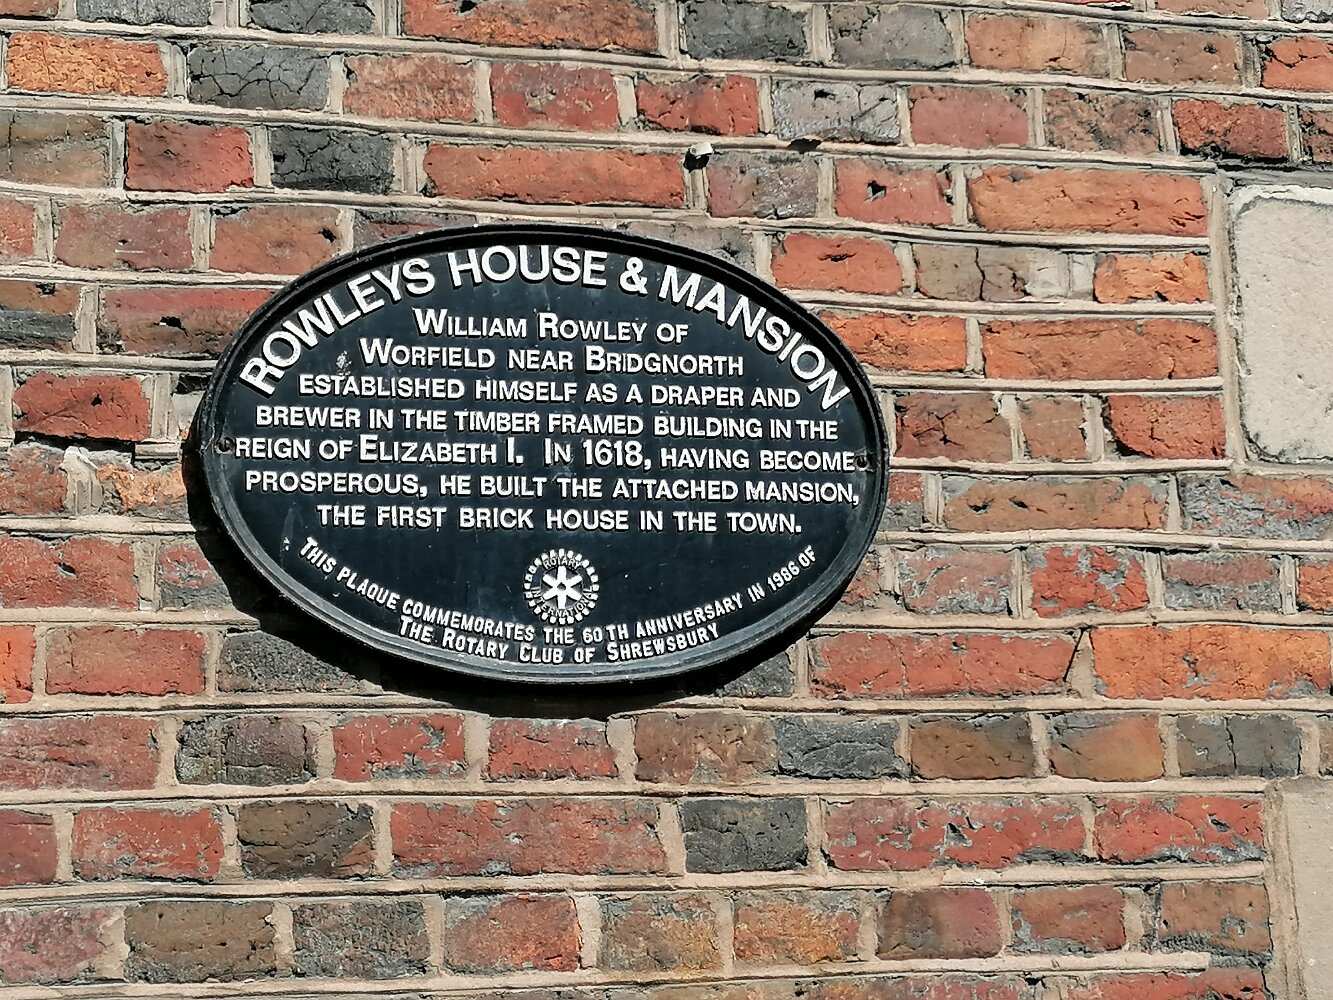 ROWLEYS HOUSE & MANSION
WILLIAM ROWLEY OF
WORFIELD NEAR BRIDGNORTH
ESTABLISHED HIMSELF AS A DRAPER AND
BREWER IN THE TIMBER FRAMED BUILDING IN THE
REIGN OF ELIZABETH I. IN 1618, HAVING BECOME
PROSPEROUS, HE BUILT THE ATTACHED MANSION,
THE FIRST BRICK HOUSE IN THE TOWN.
ROTARY
INTERNATIONAL
THIS PLAQUE COMMEMORATES THE 60TH ANNIVERSARY IN 1986 OF
THE ROTARY CLUB OF SHREWSBURY